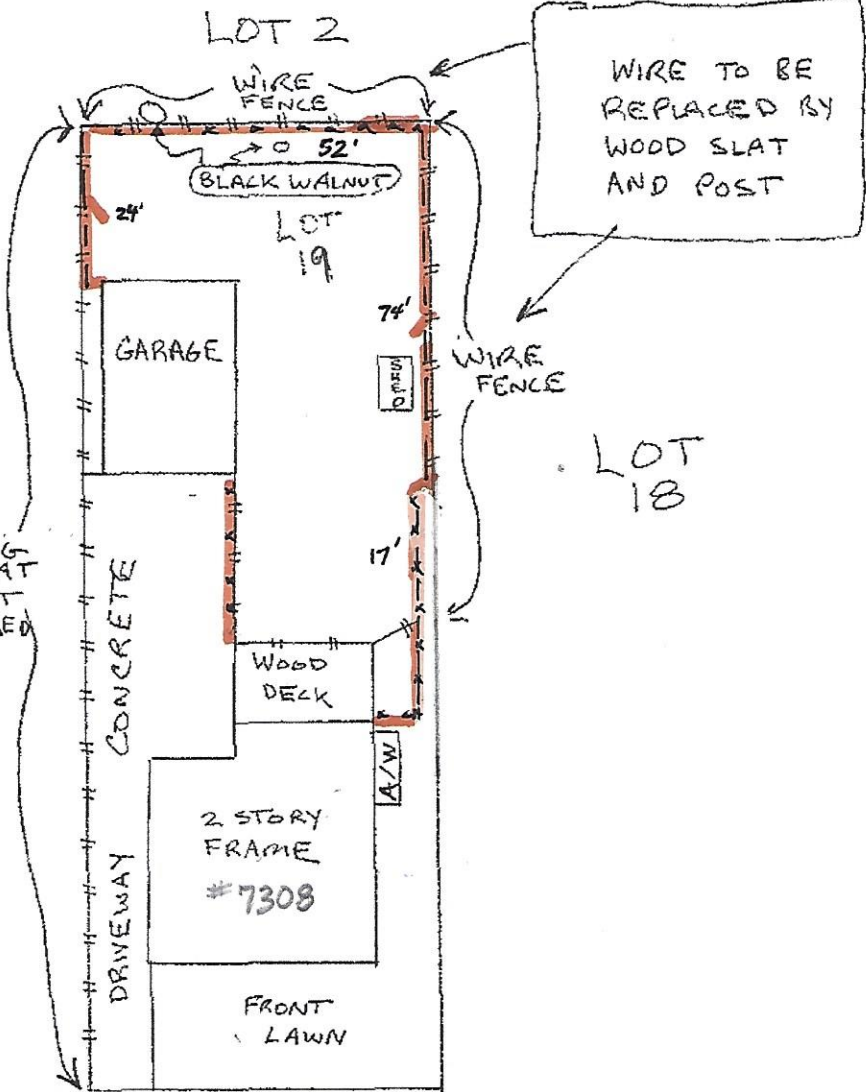 LOT 2
WIRE
FENCE
WIRE TO BE
REPLACED BY
WOOD SLAT
AND POST
52'
BLACK WALNUT
24'
LOT
19
74'
GARAGE
SHED
WIRE
FENCE
LOT
18
17'
CONCRETE
DRIVEWAY
WOOD
DECK
A/W
2 STORY
FRAME
#7308
FRONT
LAWN